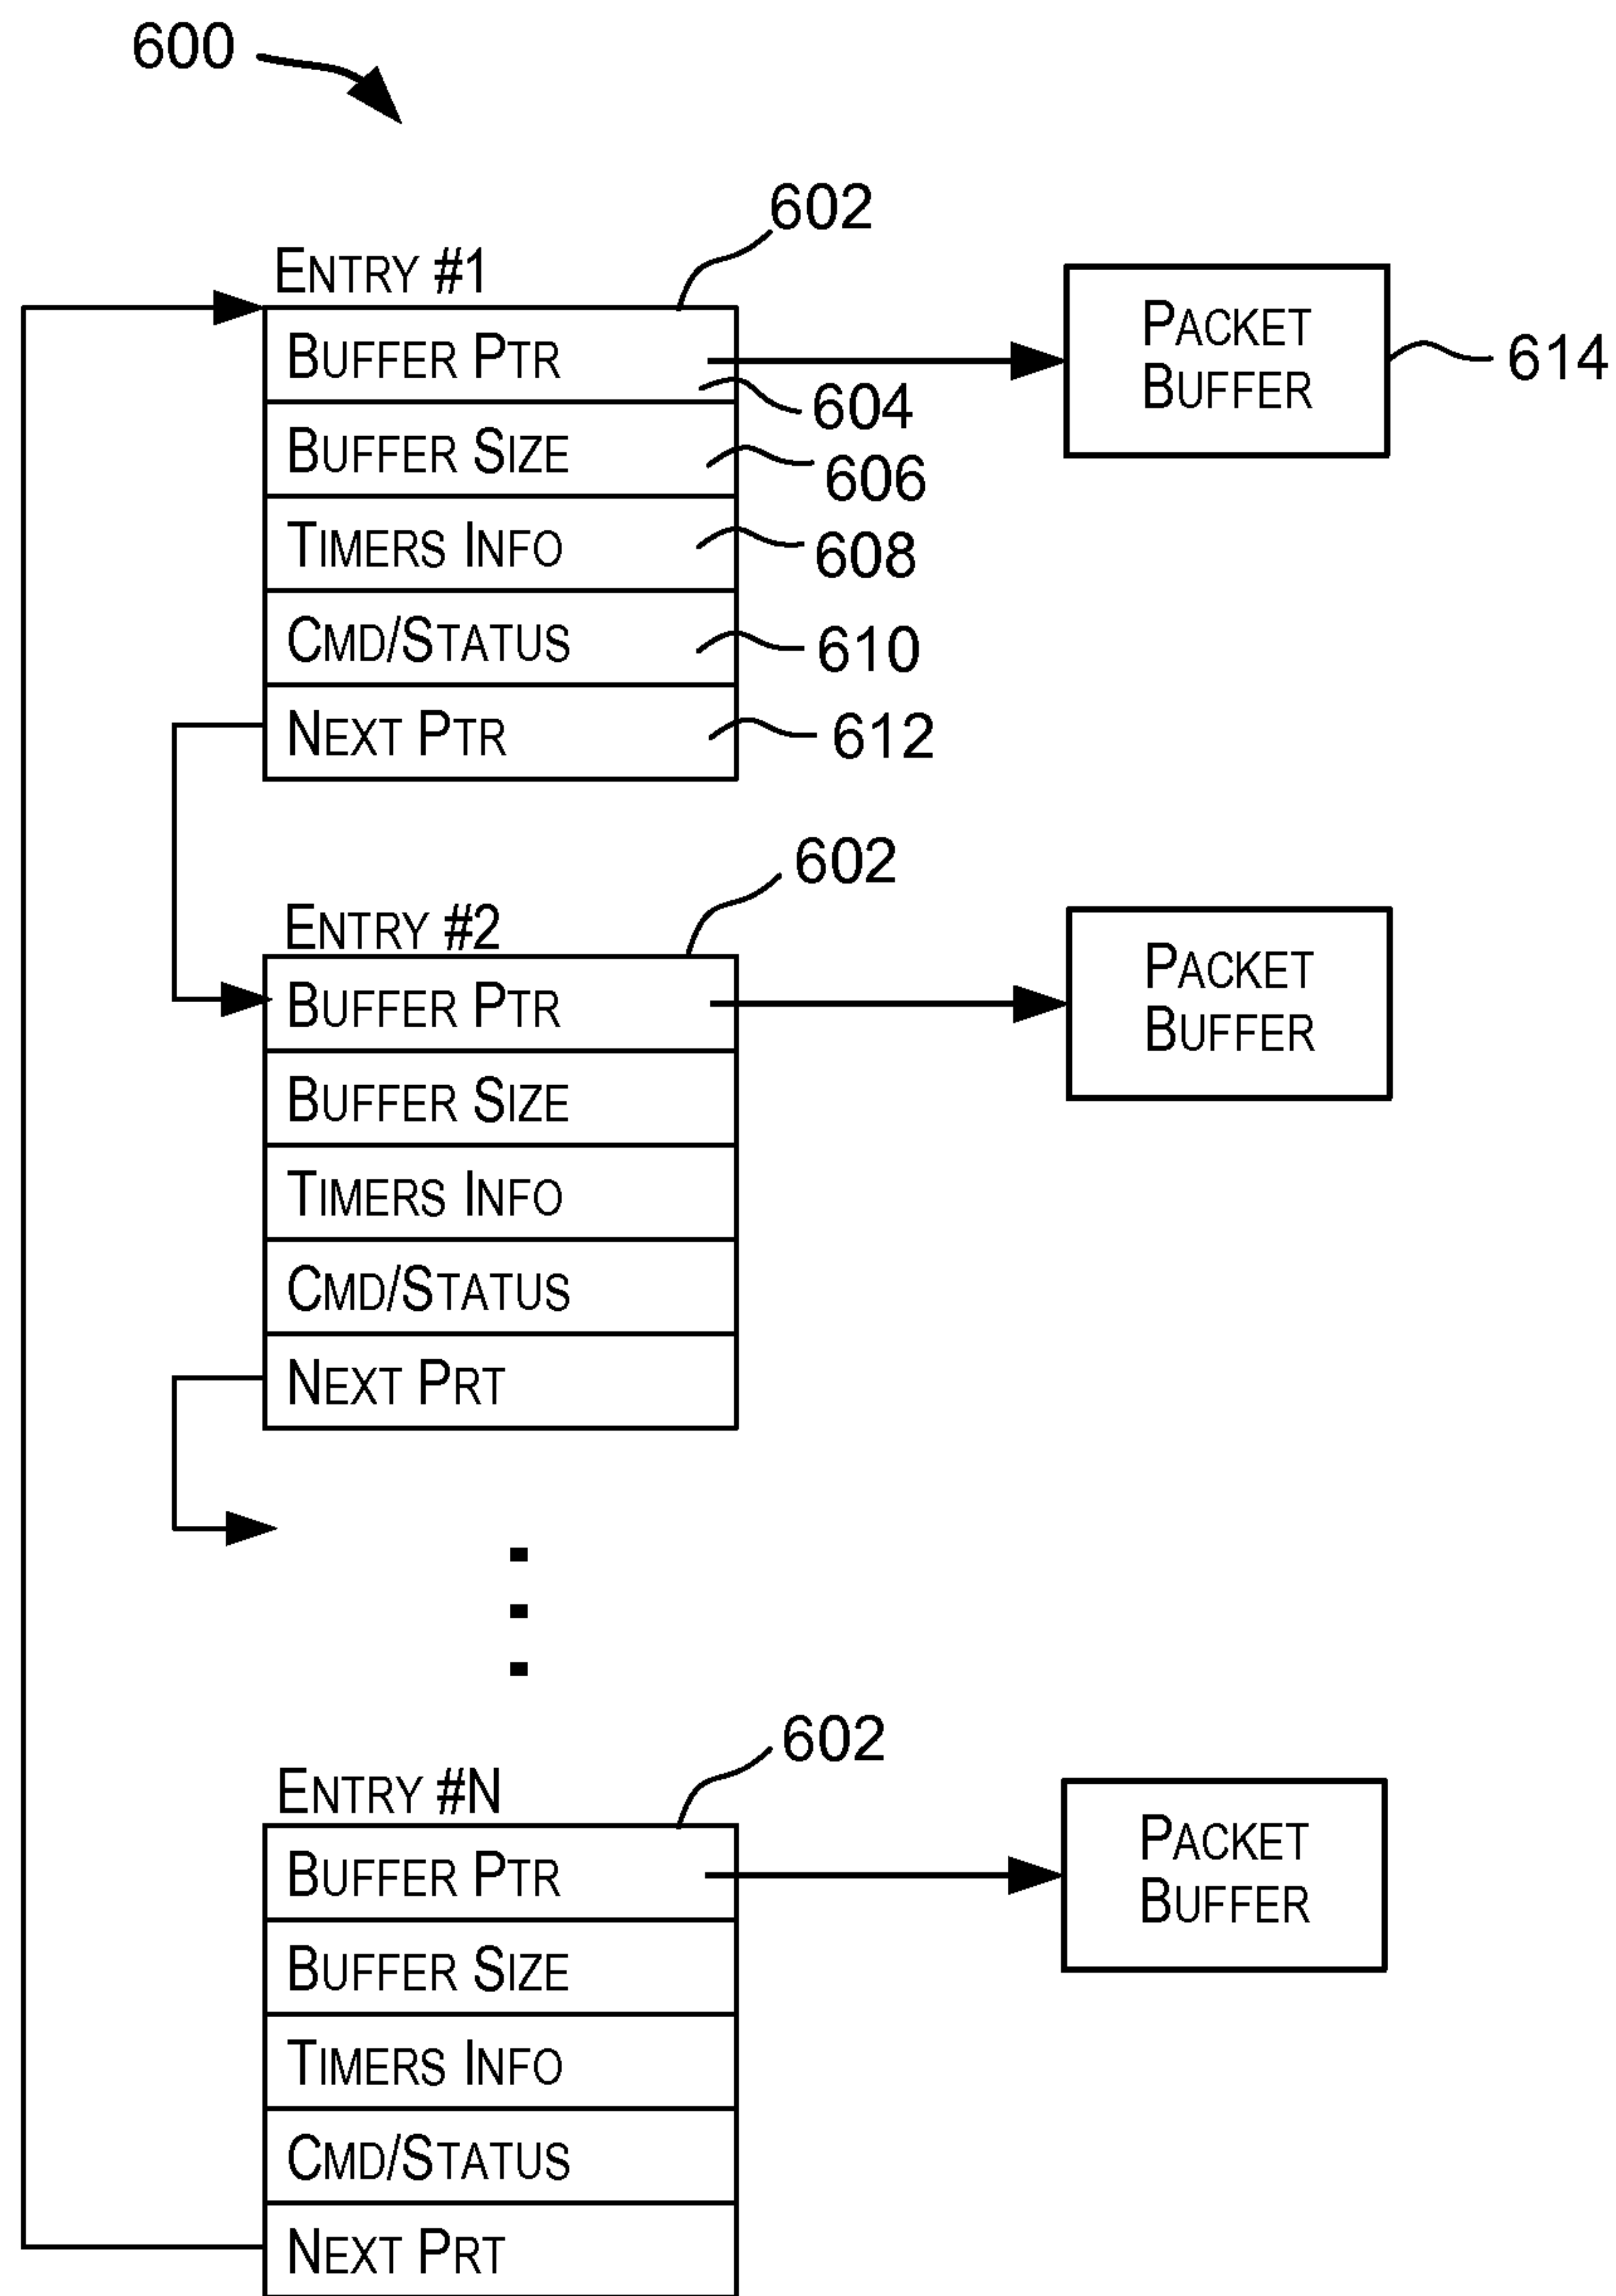 600
602
ENTRY #1
BUFFER PTR
604
PACKET
BUFFER
614
BUFFER SIZE
606
TIMERS INFO
608
CMD/STATUS
610
NEXT PTR
612
602
ENTRY #2
BUFFER PTR
PACKET
BUFFER
BUFFER SIZE
TIMERS INFO
CMD/STATUS
NEXT PRT
602
ENTRY #N
BUFFER PTR
PACKET
BUFFER
BUFFER SIZE
TIMERS INFO
CMD/STATUS
NEXT PRT